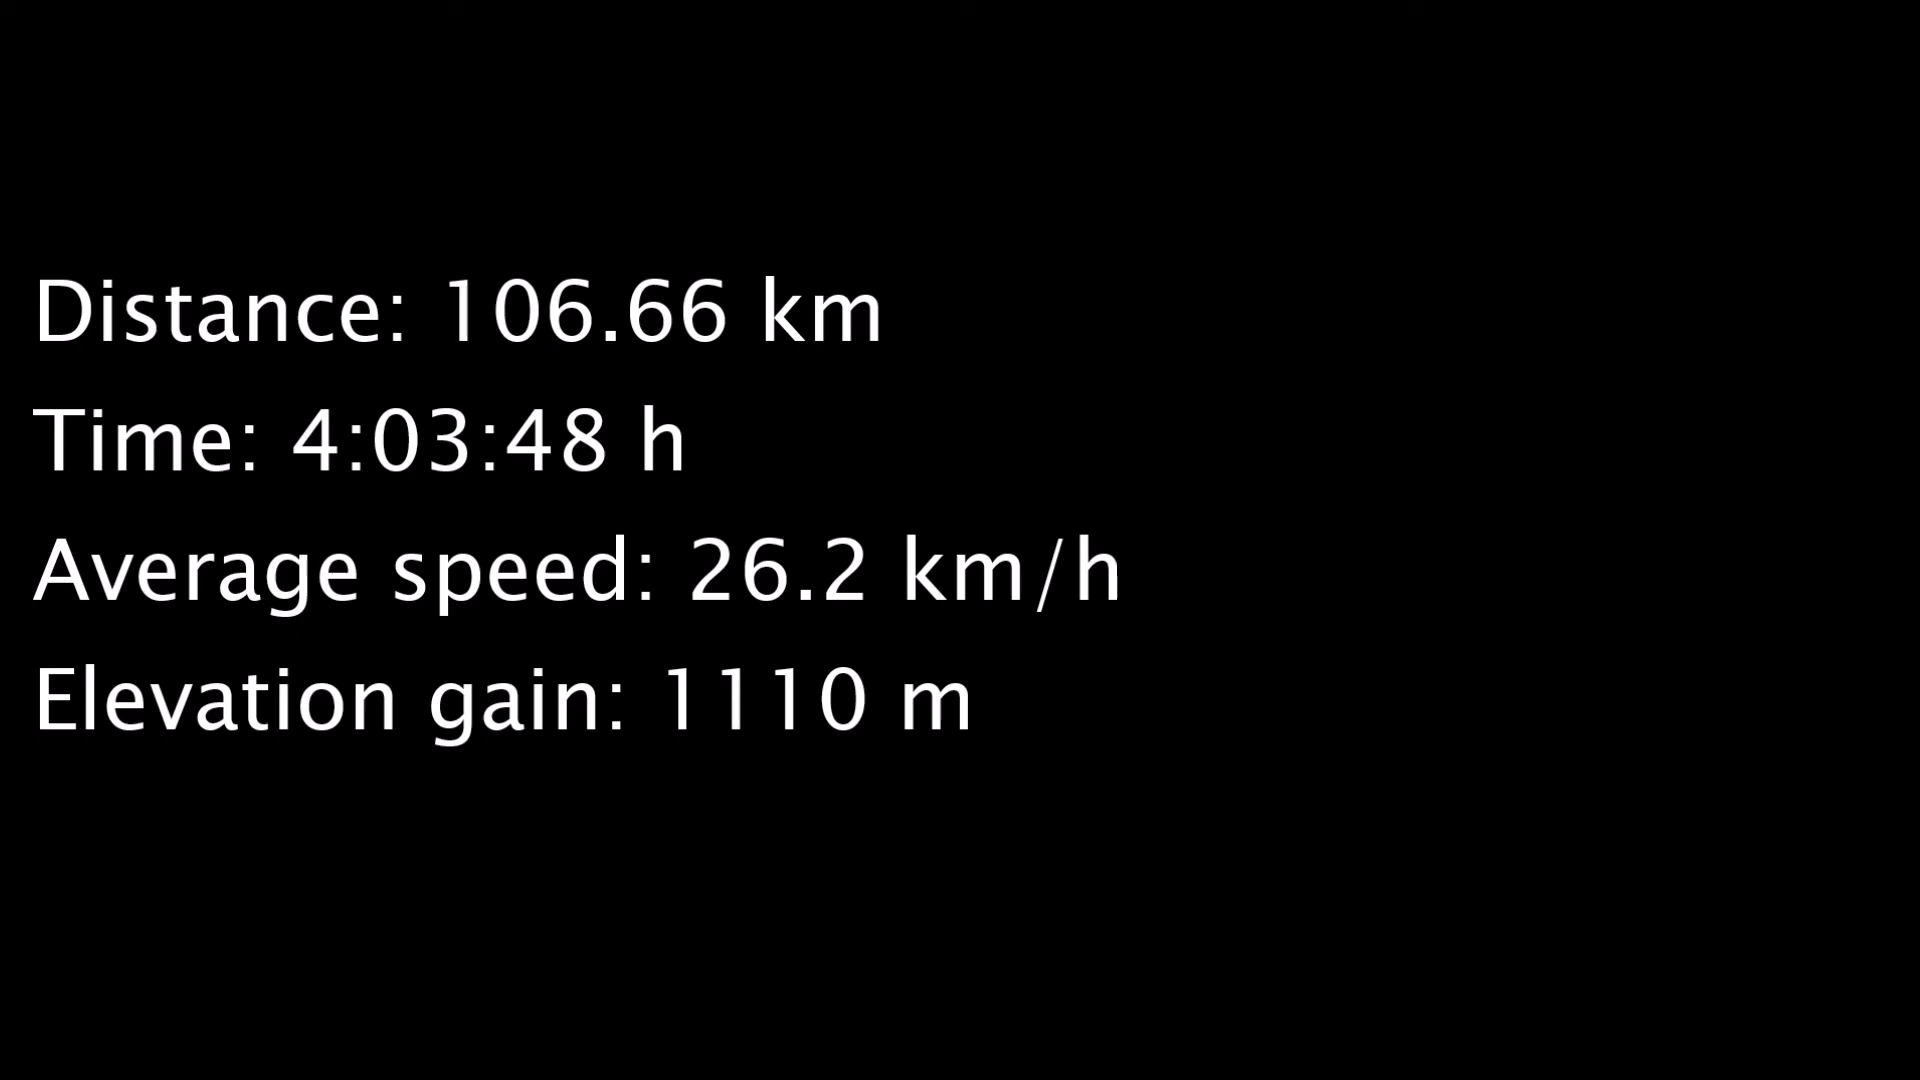 Distance: 106.66 km
Time: 4:03:48 h
Average speed: 26.2 km/h
Elevation gain: 1110 m